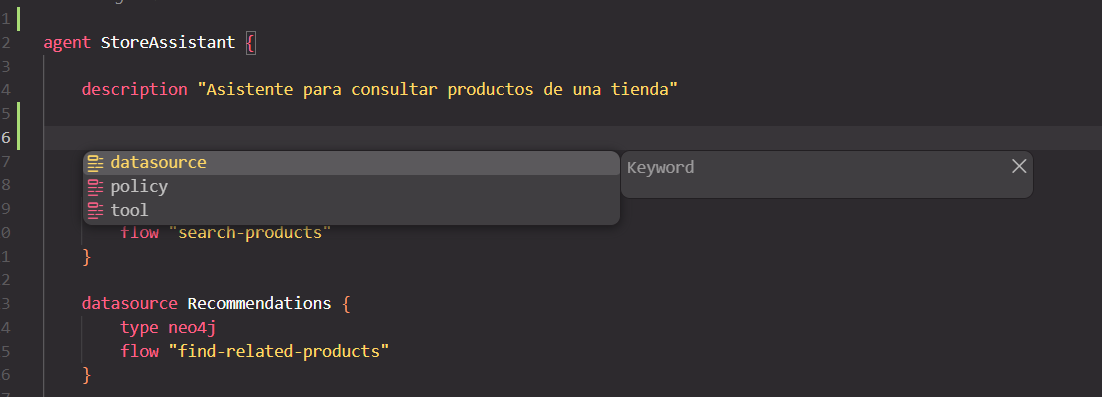 1
2 agent StoreAssistant {
3
4 description "Asistente para consultar productos de una tienda"
5
6
7 datasource Keyword
8 policy
9 tool
0 flow "search-products"
1 }
2
3 datasource Recommendations {
4 type neo4j
5 flow "find-related-products"
6 }